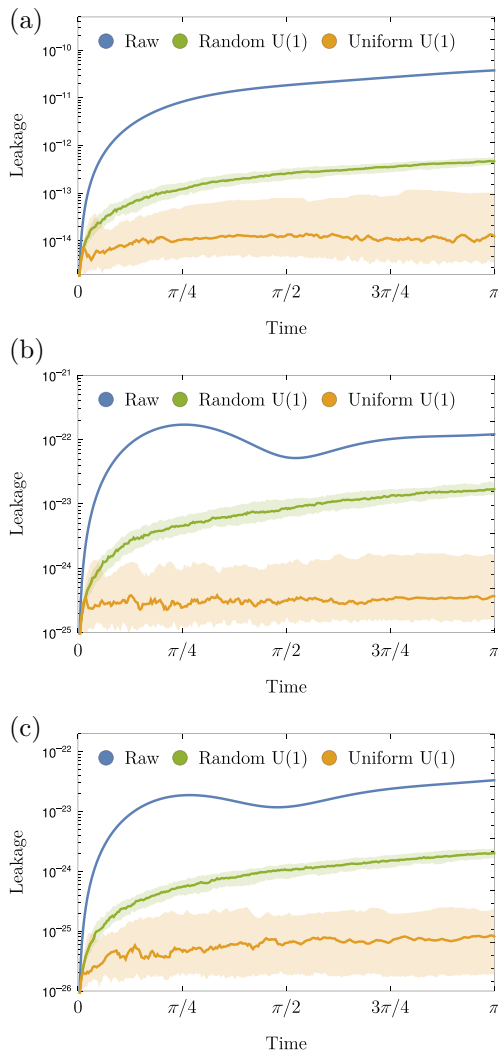 (a)
10⁻¹⁰
Raw Random U(1) Uniform U(1)
10⁻¹¹
10⁻¹²
10⁻¹³
10⁻¹⁴
Leakage
0 π/4 π/2 3π/4 π
Time
(b)
10⁻²¹
Raw Random U(1) Uniform U(1)
10⁻²²
10⁻²³
10⁻²⁴
10⁻²⁵
Leakage
0 π/4 π/2 3π/4 π
Time
(c)
10⁻²²
Raw Random U(1) Uniform U(1)
10⁻²³
10⁻²⁴
10⁻²⁵
10⁻²⁶
Leakage
0 π/4 π/2 3π/4 π
Time